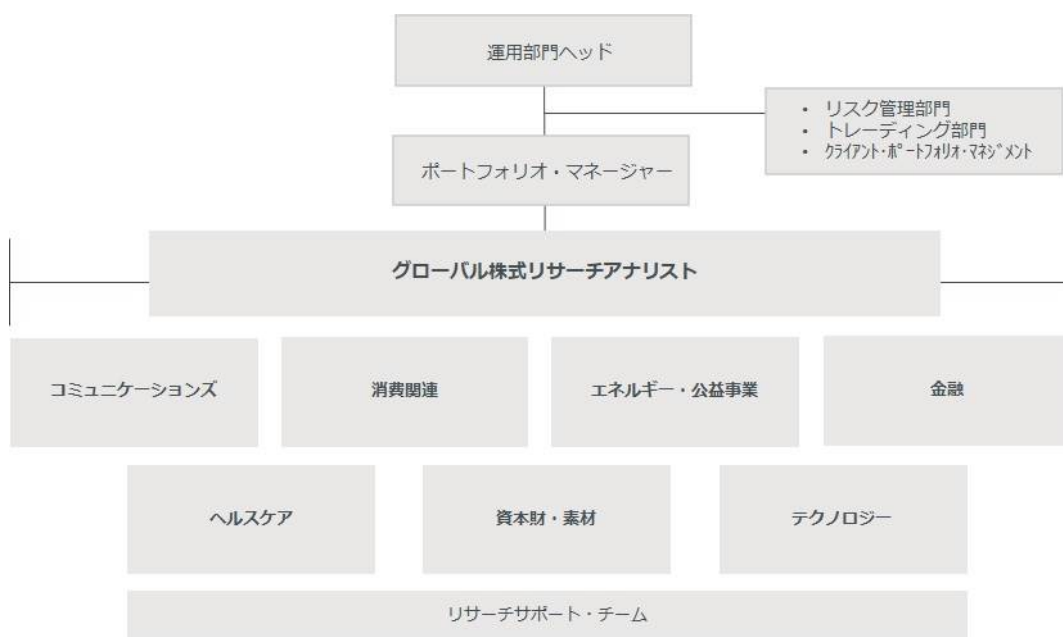 運用部門ヘッド
• リスク管理部門
• トレーディング部門
• クライアント・ポートフォリオ・マネジメント
ポートフォリオ・マネージャー
グローバル株式リサーチアナリスト
コミュニケーションズ
消費関連
エネルギー・公益事業
金融
ヘルスケア
資本財・素材
テクノロジー
リサーチサポート・チーム